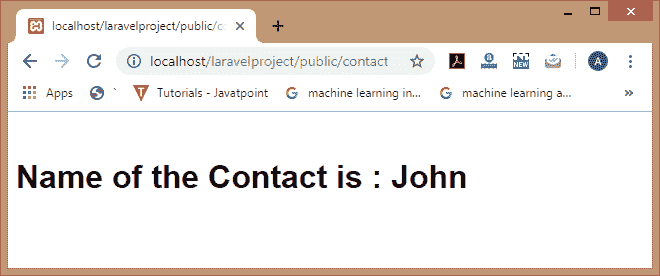 localhost/laravelproject/public/c
localhost/laravelproject/public/contact
NEW
A
Apps ` Tutorials - Javatpoint machine learning in... machine learning a... »
Name of the Contact is : John